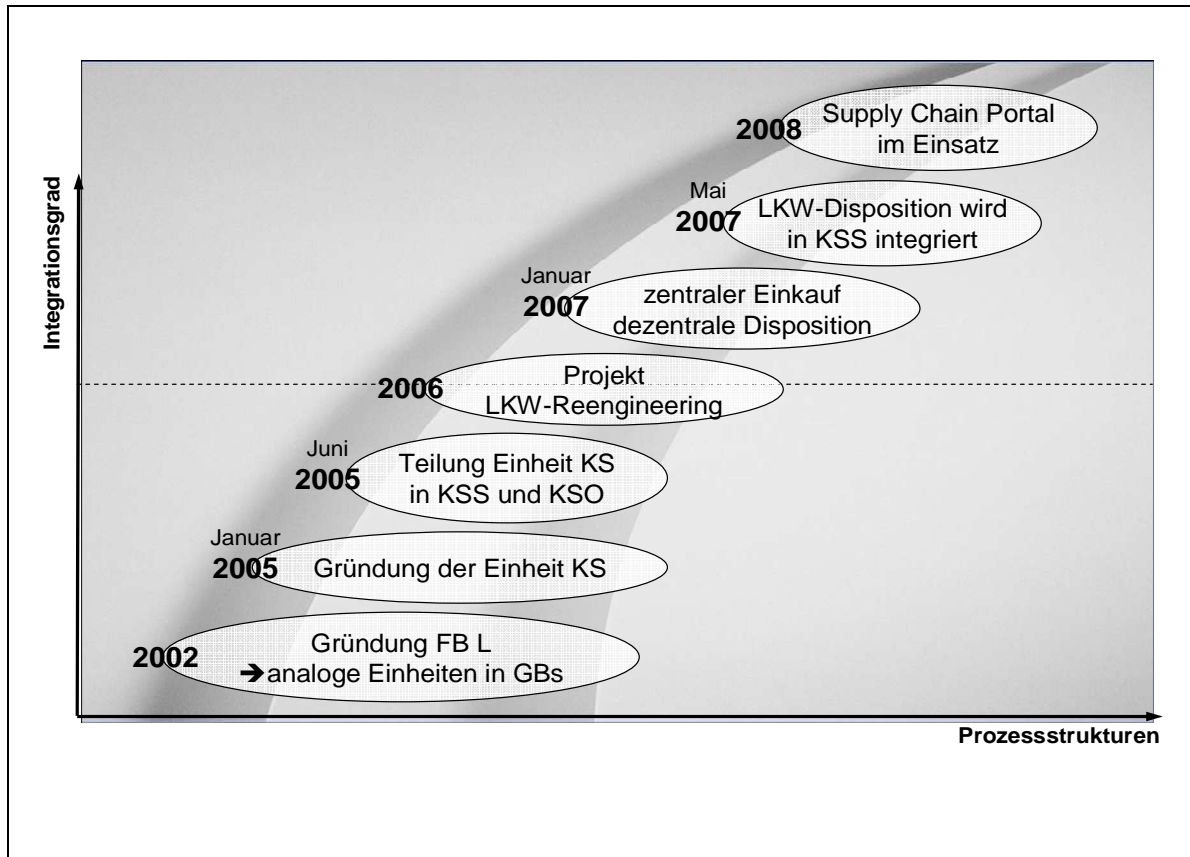 2008
Supply Chain Portal
im Einsatz
Mai
2007
LKW-Disposition wird
in KSS integriert
Januar
2007
zentraler Einkauf
dezentrale Disposition
2006
Projekt
LKW-Reengineering
Juni
2005
Teilung Einheit KS
in KSS und KSO
Januar
2005
Gründung der Einheit KS
2002
Gründung FB L
➔analoge Einheiten in GBs
Integrationsgrad
Prozessstrukturen